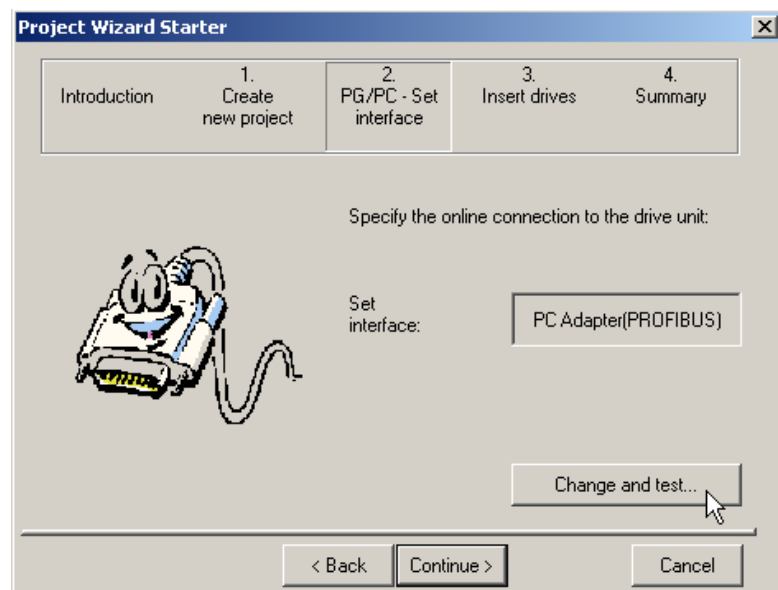 Project Wizard Starter
Introduction
1.
Create
new project
2.
PG/PC - Set
interface
3.
Insert drives
4.
Summary
Specify the online connection to the drive unit:
Set
interface:
PC Adapter(PROFIBUS)
Change and test...
< Back
Continue >
Cancel